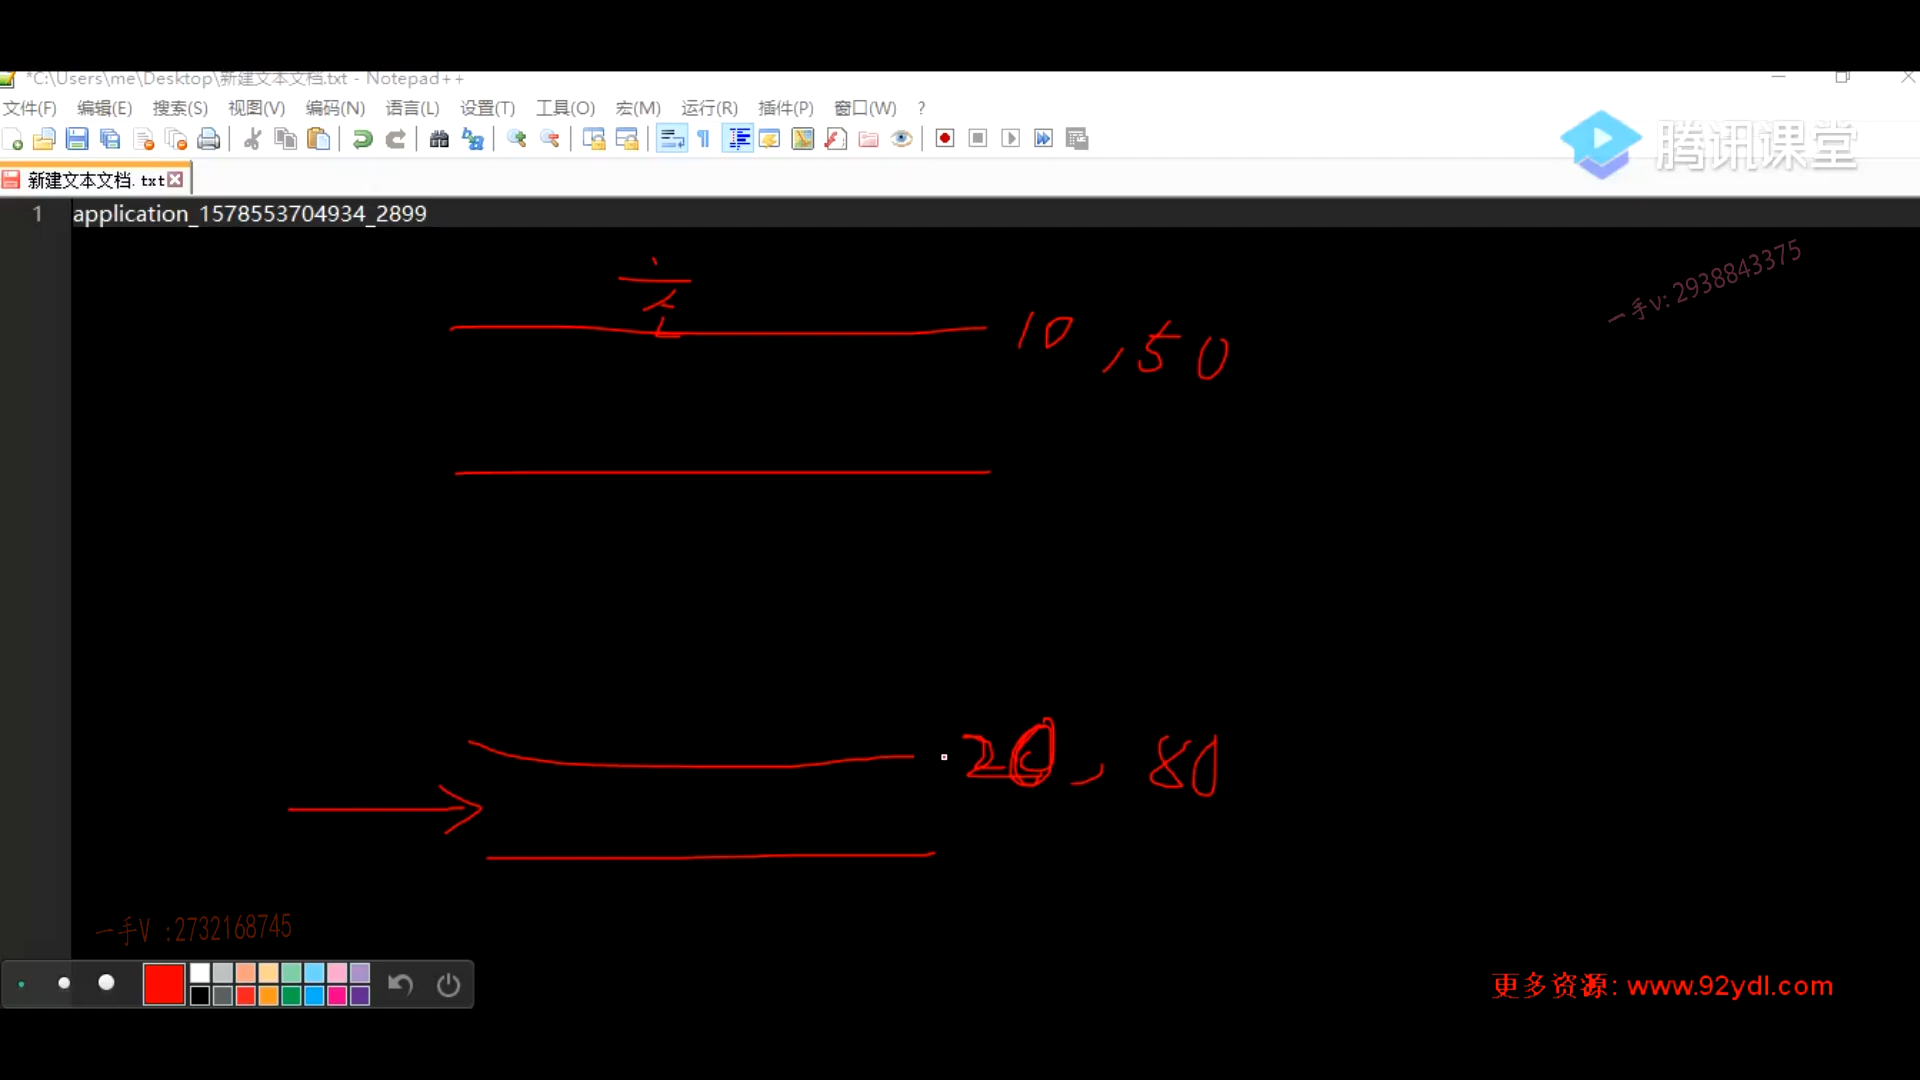 *C:\Users\me\Desktop\新建文本文档.txt - Notepad++
文件(F) 编辑(E) 搜索(S) 视图(V) 编码(N) 语言(L) 设置(T) 工具(O) 宏(M) 运行(R) 插件(P) 窗口(W) ?
腾讯课堂
新建文本文档.txt
1 application_1578553704934_2899
一手v:2938843375
10,50
20,80
一手V :2732168745
更多资源:www.92ydl.com